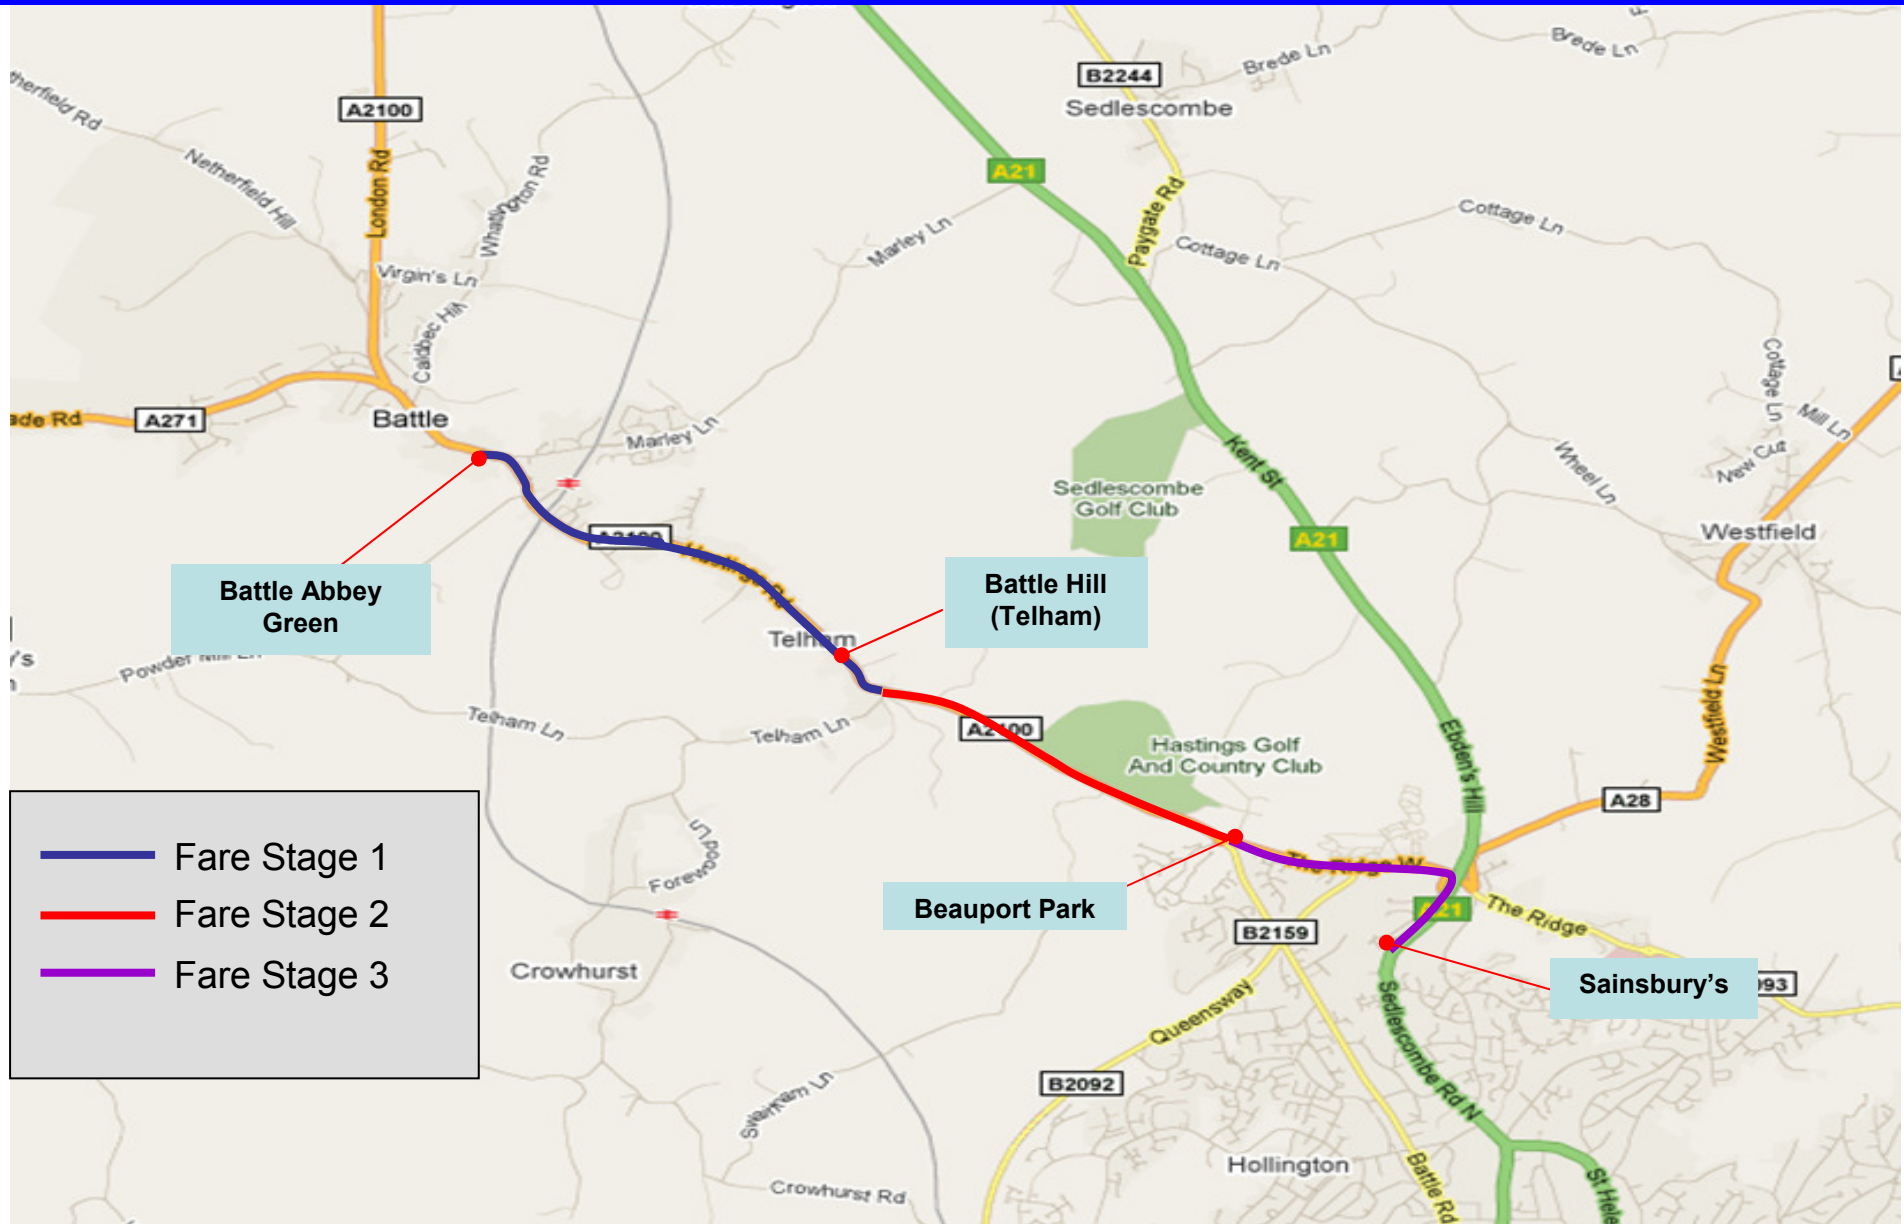 B2244
Sedlescombe
Brede Ln
Brede Ln
A2100
London Rd
Netherfield Hill
Virgin's Ln
Caldbec Hill
A21
Paygate Rd
Marley Ln
Cottage Ln
Cottage Ln
Cottage Ln
Mill Ln
New Cut
Wheel Ln
Westfield
A271
Battle
Marley Ln
Kent St
Sedlescombe
Golf Club
A21
A2100
Hastings Rd
Battle Abbey
Green
Battle Hill
(Telham)
Telham
Telham Ln
Telham Ln
A2100
Hastings Golf
And Country Club
Ebden's Hill
Westfield Ln
A28
Fare Stage 1
Fare Stage 2
Fare Stage 3
Forewood Ln
The Ridge W
Beauport Park
B2159
A21
The Ridge
Sainsbury's
Crowhurst
Queensway
Sedlescombe Rd N
B2092
Swainham Ln
Hollington
Battle Rd
Crowhurst Rd